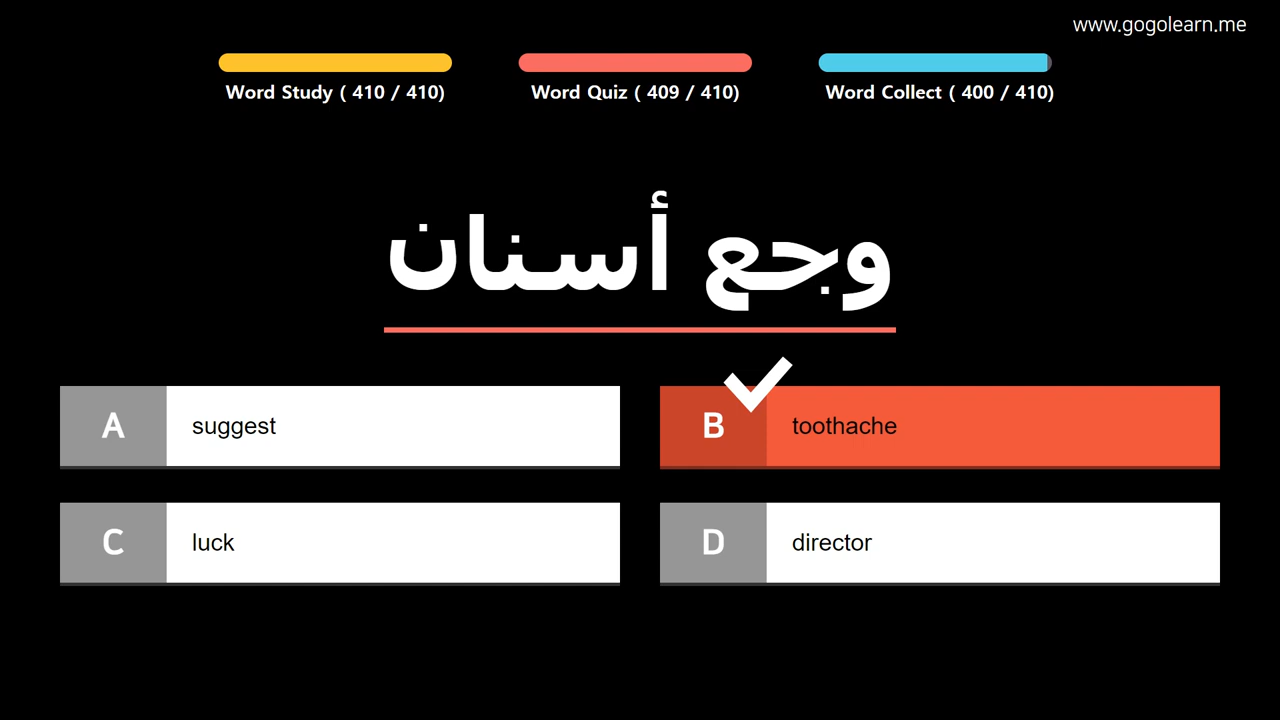 www.gogolearn.me
Word Study ( 410 / 410)
Word Quiz ( 409 / 410)
Word Collect ( 400 / 410)
وجع أسنان
A suggest
B toothache
C luck
D director